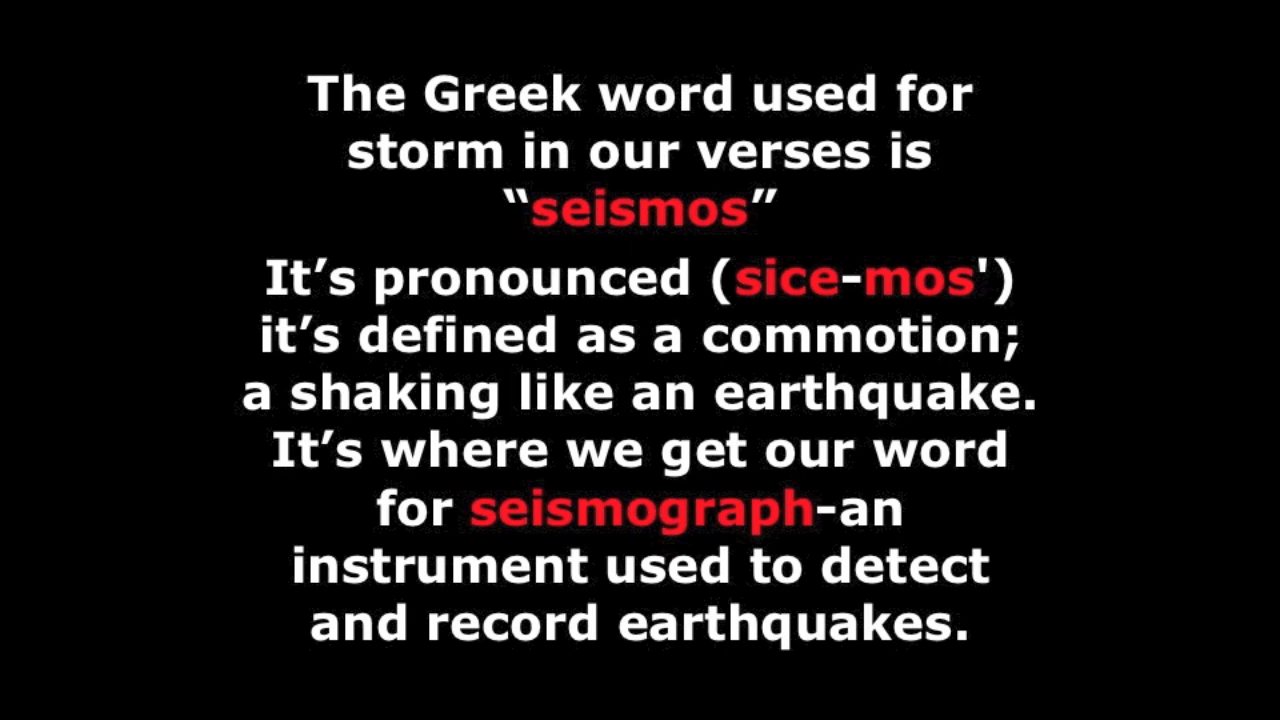 The Greek word used for
storm in our verses is
“seismos”
It’s pronounced (sice-mos')
it’s defined as a commotion;
a shaking like an earthquake.
It’s where we get our word
for seismograph-an
instrument used to detect
and record earthquakes.